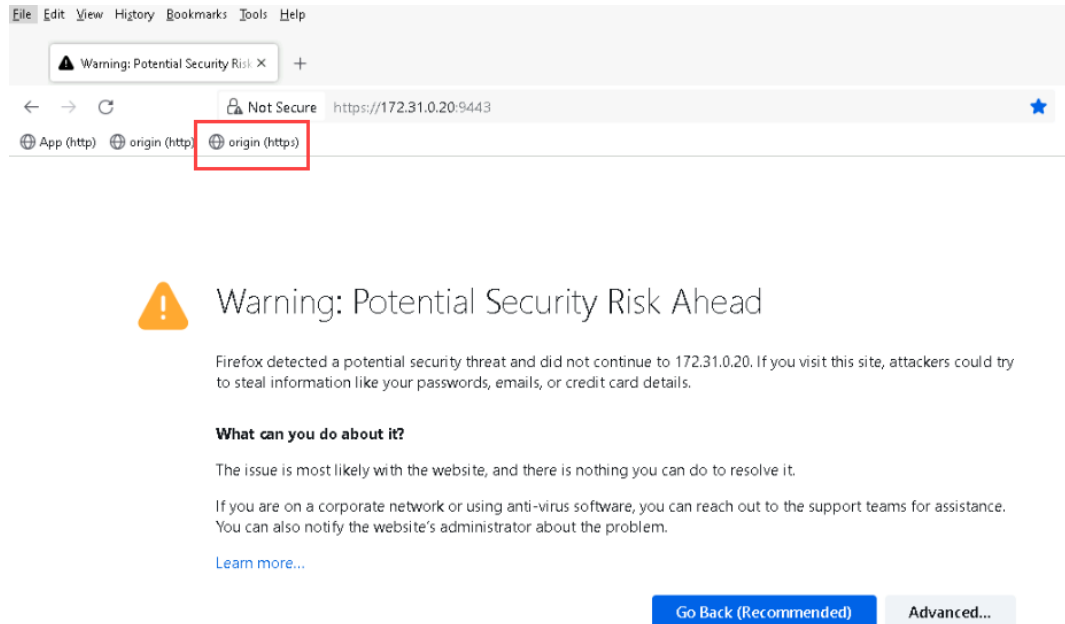 File Edit View History Bookmarks Tools Help
Warning: Potential Security Risk
Not Secure https://172.31.0.20:9443
App (http) origin (http) origin (https)
Warning: Potential Security Risk Ahead
Firefox detected a potential security threat and did not continue to 172.31.0.20. If you visit this site, attackers could try
to steal information like your passwords, emails, or credit card details.
What can you do about it?
The issue is most likely with the website, and there is nothing you can do to resolve it.
If you are on a corporate network or using anti-virus software, you can reach out to the support teams for assistance.
You can also notify the website's administrator about the problem.
Learn more...
Go Back (Recommended) Advanced...